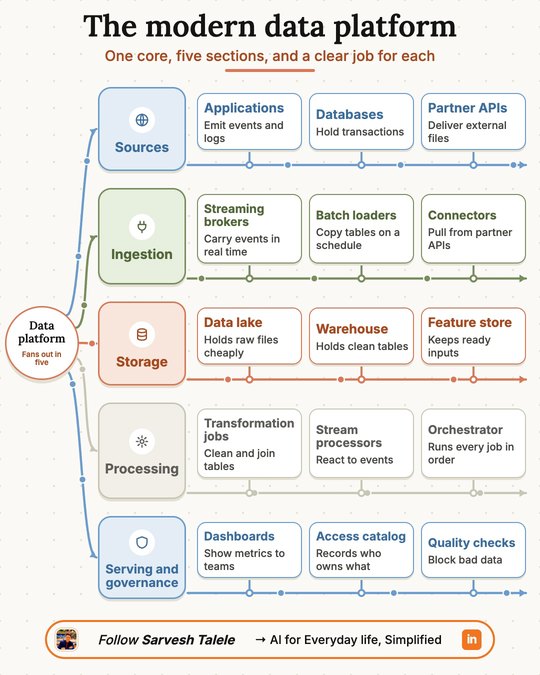 The modern data platform
One core, five sections, and a clear job for each
Sources
Applications
Emit events and
logs
Databases
Hold transactions
Partner APIs
Deliver external
files
Ingestion
Streaming
brokers
Carry events in
real time
Batch loaders
Copy tables on a
schedule
Connectors
Pull from partner
APIs
Data
platform
Fans out in
five
Storage
Data lake
Holds raw files
cheaply
Warehouse
Holds clean tables
Feature store
Keeps ready
inputs
Processing
Transformation
jobs
Clean and join
tables
Stream
processors
React to events
Orchestrator
Runs every job in
order
Serving and
governance
Dashboards
Show metrics to
teams
Access catalog
Records who
owns what
Quality checks
Block bad data
Follow Sarvesh Talele → AI for Everyday life, Simplified in